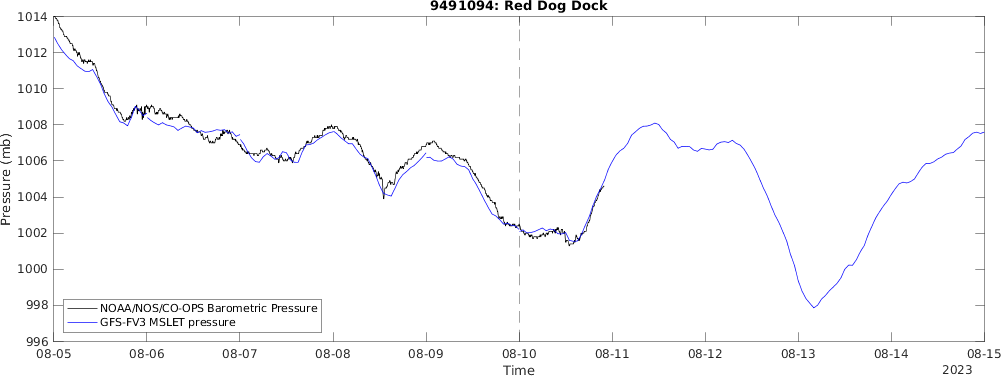 9491094: Red Dog Dock
Pressure (mb)
1014
1012
1010
1008
1006
1004
1002
1000
998
996
NOAA/NOS/CO-OPS Barometric Pressure
GFS-FV3 MSLET pressure
08-05 08-06 08-07 08-08 08-09 08-10 08-11 08-12 08-13 08-14 08-15
Time
2023